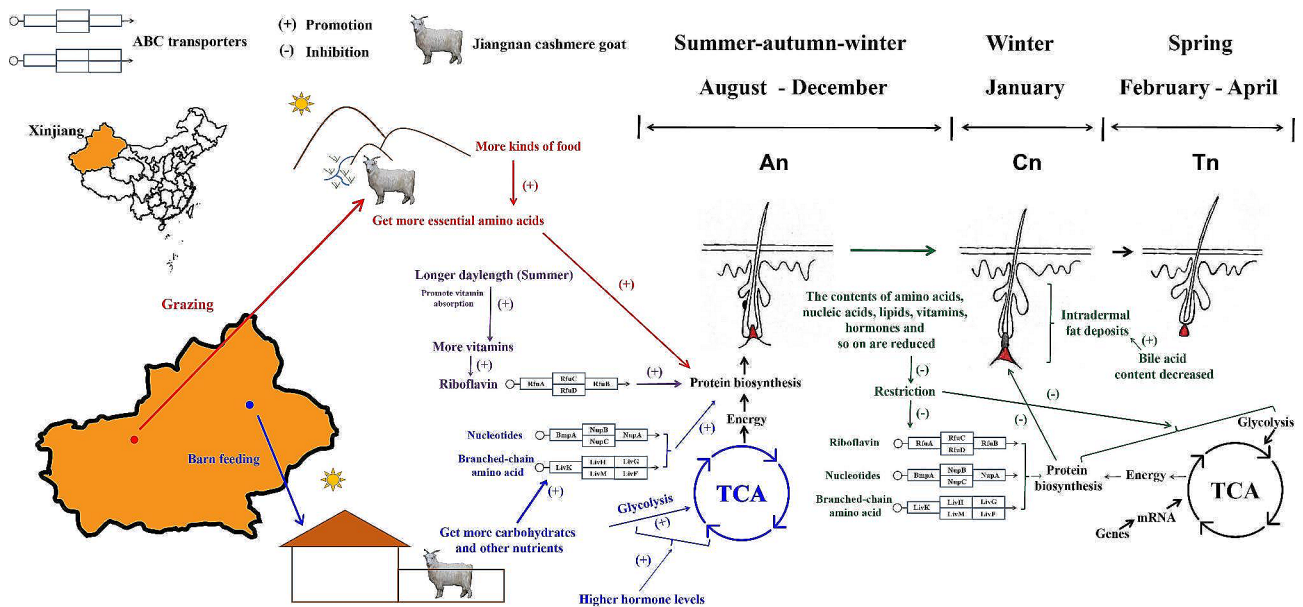 ABC transporters
(+) Promotion
(-) Inhibition
Jiangnan cashmere goat
Summer-autumn-winter
August - December
Winter
January
Spring
February - April
An
Cn
Tn
Xinjiang
More kinds of food
(+)
Get more essential amino acids
(+)
Grazing
Barn feeding
Longer daylength (Summer)
Promote vitamin
absorption
(+)
More vitamins
(+)
Riboflavin
RfuA
RfuC
RfuD
RfuB
(+)
Protein biosynthesis
Nucleotides
BmpA
NupB
NupC
NupA
(+)
Branched-chain
amino acid
LivK
LivH
LivM
LivG
LivF
(+)
Get more carbohydrates
and other nutrients
Energy
TCA
Glycolysis
(+)
(+)
Higher hormone levels
The contents of amino acids,
nucleic acids, lipids, vitamins,
hormones and
so on are reduced
(-)
Restriction
(-)
(-)
(-)
Intradermal
fat deposits
(+)
Bile acid
content decreased
Riboflavin
RfuA
RfuC
RfuD
RfuB
Nucleotides
BmpA
NupB
NupC
NupA
Branched-chain
amino acid
LivK
LivH
LivM
LivG
LivF
Protein
biosynthesis
Energy
TCA
Glycolysis
mRNA
Genes